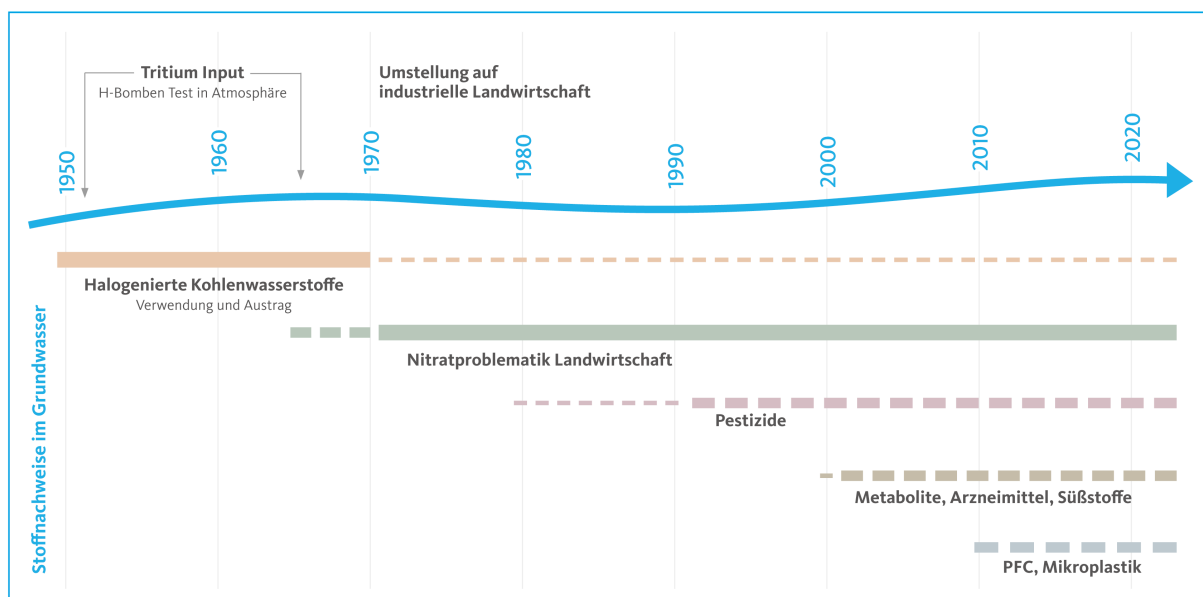 Tritium Input
H-Bomben Test in Atmosphäre
Umstellung auf
industrielle Landwirtschaft
1950
1960
1970
1980
1990
2000
2010
2020
Stoffnachweise im Grundwasser
Halogenierte Kohlenwasserstoffe
Verwendung und Austrag
Nitratproblematik Landwirtschaft
Pestizide
Metabolite, Arzneimittel, Süßstoffe
PFC, Mikroplastik